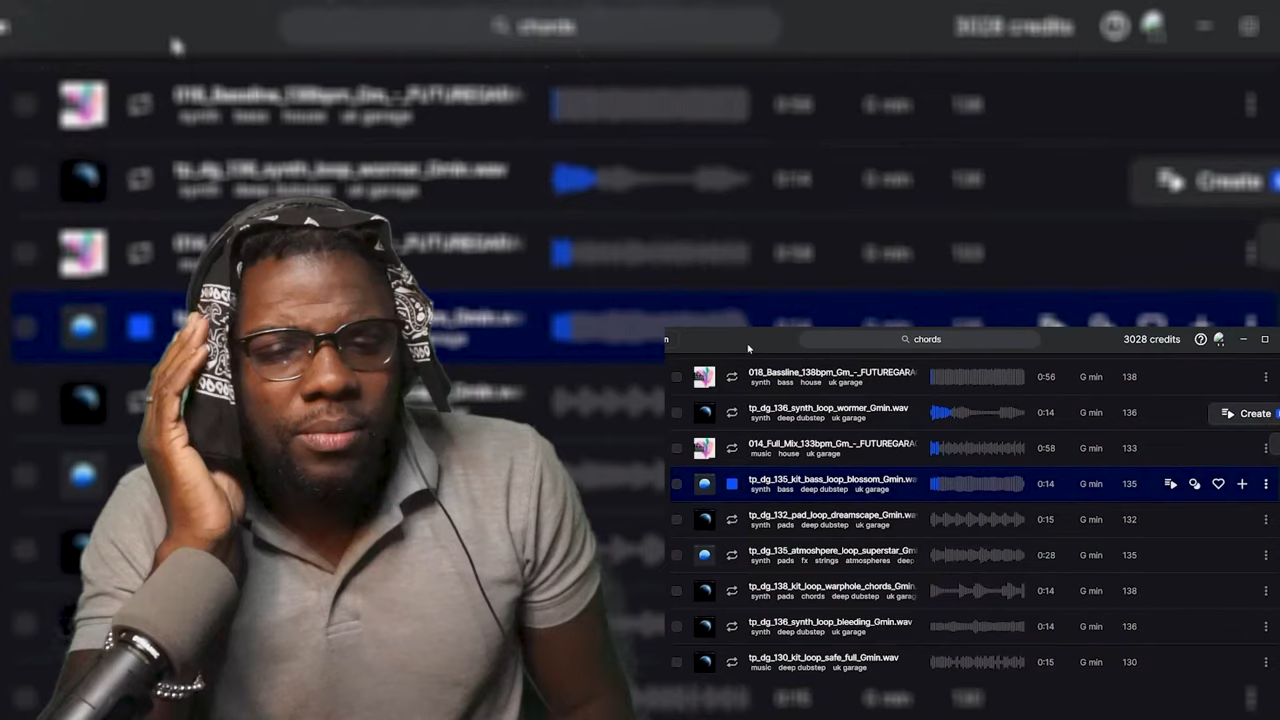 chords
3028 credits
018_Bassline_138bpm_Gm_-_FUTUREGARA
synth bass house uk garage
0:56 G min 138
tp_dg_136_synth_loop_wormer_Gmin.wav
synth deep dubstep uk garage
0:14 G min 136
Create
014_Full_Mix_133bpm_Gm_-_FUTUREGARA
music house uk garage
0:58 G min 133
tp_dg_135_kit_bass_loop_blossom_Gmin.wa
synth bass deep dubstep uk garage
0:14 G min 135
tp_dg_132_pad_loop_dreamscape_Gmin.wa
synth pads deep dubstep uk garage
0:15 G min 132
tp_dg_135_atmoshpere_loop_superstar_Gm
synth pads fx strings atmospheres deep
0:28 G min 135
tp_dg_138_kit_loop_warphole_chords_Gmin.
synth pads chords deep dubstep uk garag
0:14 G min 138
tp_dg_136_synth_loop_bleeding_Gmin.wav
synth deep dubstep uk garage
0:14 G min 136
tp_dg_130_kit_loop_safe_full_Gmin.wav
music deep dubstep uk garage
0:15 G min 130